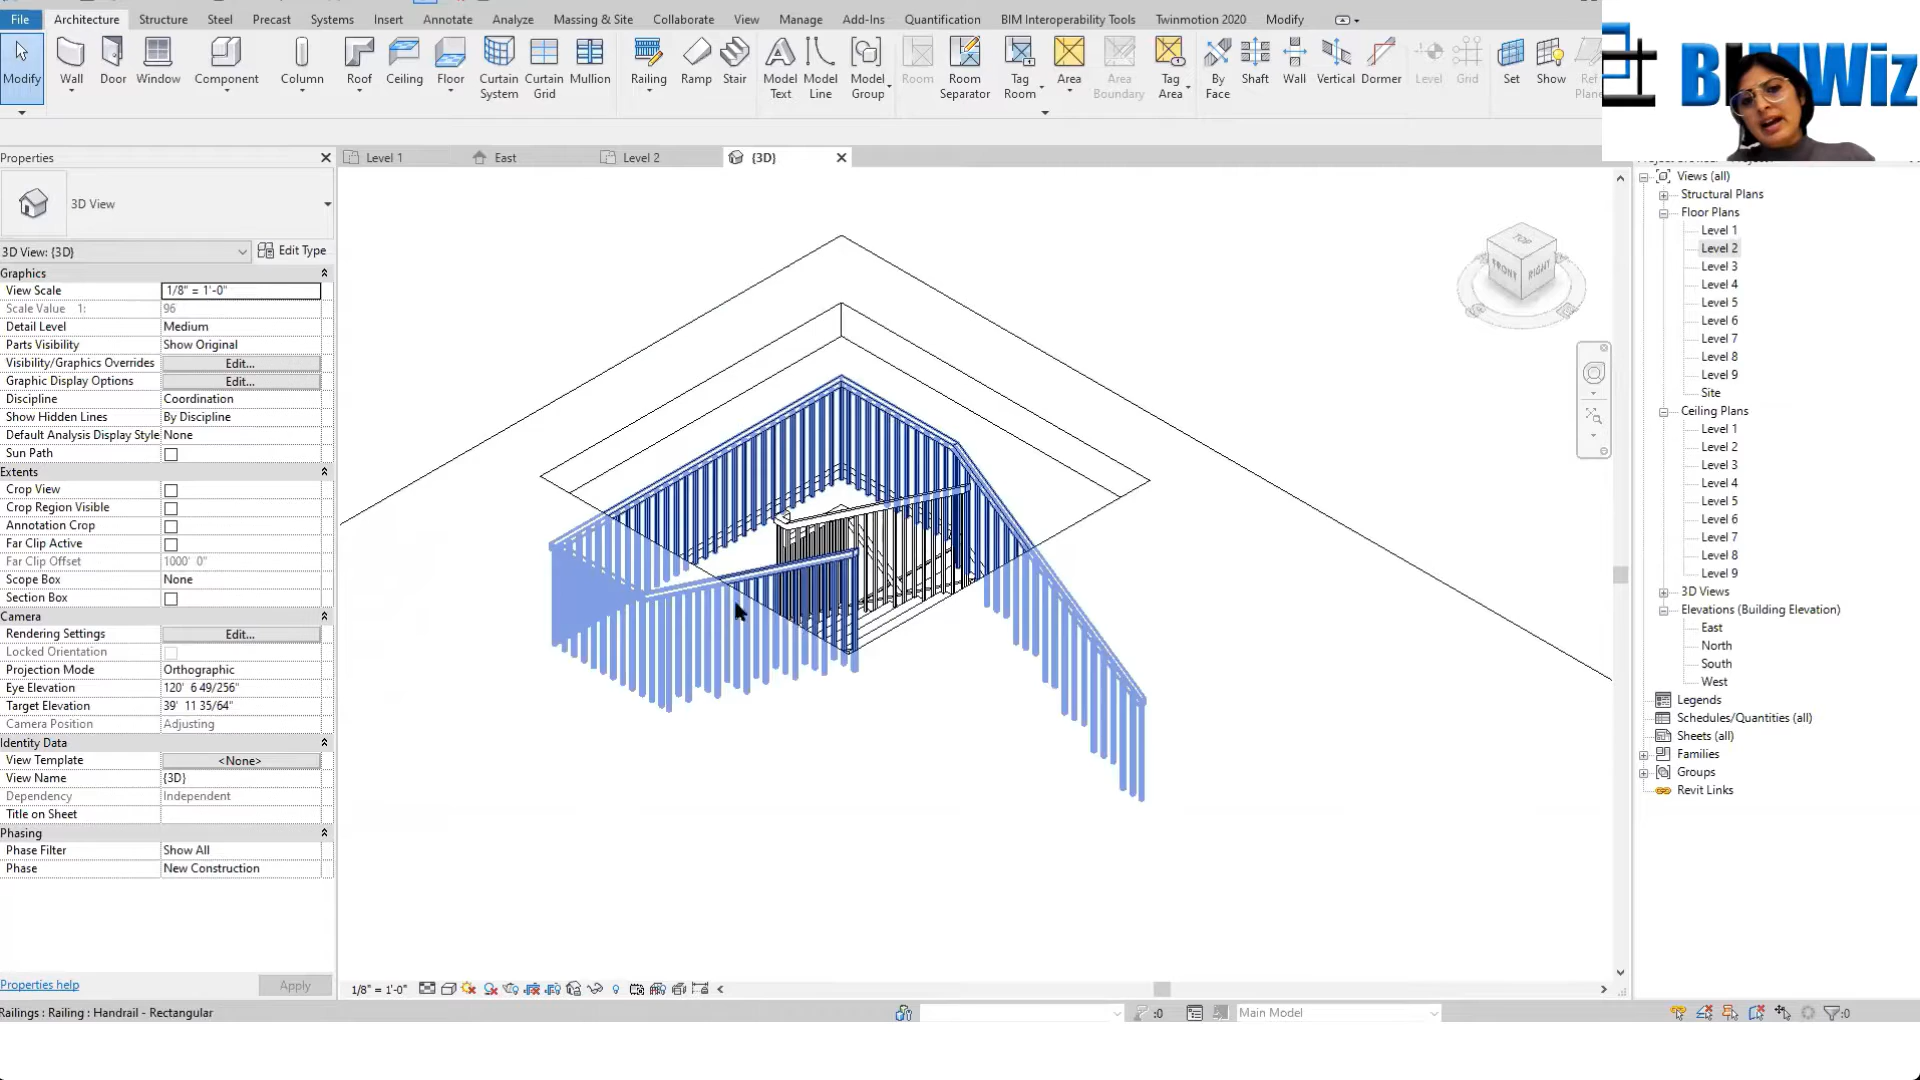 File Architecture Structure Steel Precast Systems Insert Annotate Analyze Massing & Site Collaborate View Manage Add-Ins Quantification BIM Interoperability Tools Twinmotion 2020 Modify
Modify Wall Door Window Component Column Roof Ceiling Floor Curtain System Curtain Grid Mullion Railing Ramp Stair Model Text Model Line Model Group Room Room Separator Tag Room Area Area Boundary Tag Area By Face Shaft Wall Vertical Dormer Level Grid Set Show Ref Plane
Properties
Level 1
East
Level 2
{3D}
3D View
3D View: {3D}
Edit Type
Graphics
View Scale 1/8" = 1'-0"
Scale Value 1: 96
Detail Level Medium
Parts Visibility Show Original
Visibility/Graphics Overrides Edit...
Graphic Display Options Edit...
Discipline Coordination
Show Hidden Lines By Discipline
Default Analysis Display Style None
Sun Path
Extents
Crop View
Crop Region Visible
Annotation Crop
Far Clip Active
Far Clip Offset 1000' 0"
Scope Box None
Section Box
Camera
Rendering Settings Edit...
Locked Orientation
Projection Mode Orthographic
Eye Elevation 120' 6 49/256"
Target Elevation 39' 11 35/64"
Camera Position Adjusting
Identity Data
View Template <None>
View Name {3D}
Dependency Independent
Title on Sheet
Phasing
Phase Filter Show All
Phase New Construction
Properties help
Apply
TOP
FRONT
RIGHT
Views (all)
Structural Plans
Floor Plans
Level 1
Level 2
Level 3
Level 4
Level 5
Level 6
Level 7
Level 8
Level 9
Site
Ceiling Plans
Level 1
Level 2
Level 3
Level 4
Level 5
Level 6
Level 7
Level 8
Level 9
3D Views
Elevations (Building Elevation)
East
North
South
West
Legends
Schedules/Quantities (all)
Sheets (all)
Families
Groups
Revit Links
1/8" = 1'-0"
Railings : Railing : Handrail - Rectangular
:0
Main Model
:0